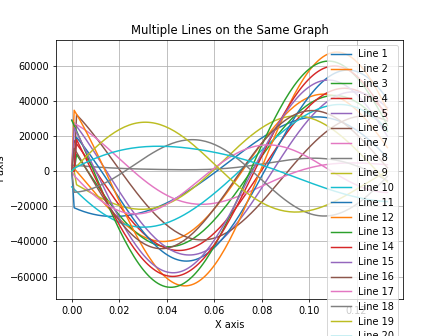 Multiple Lines on the Same Graph
60000
40000
20000
0
−20000
−40000
−60000
0.00
0.02
0.04
0.06
0.08
0.10
X axis
Line 1
Line 2
Line 3
Line 4
Line 5
Line 6
Line 7
Line 8
Line 9
Line 10
Line 11
Line 12
Line 13
Line 14
Line 15
Line 16
Line 17
Line 18
Line 19